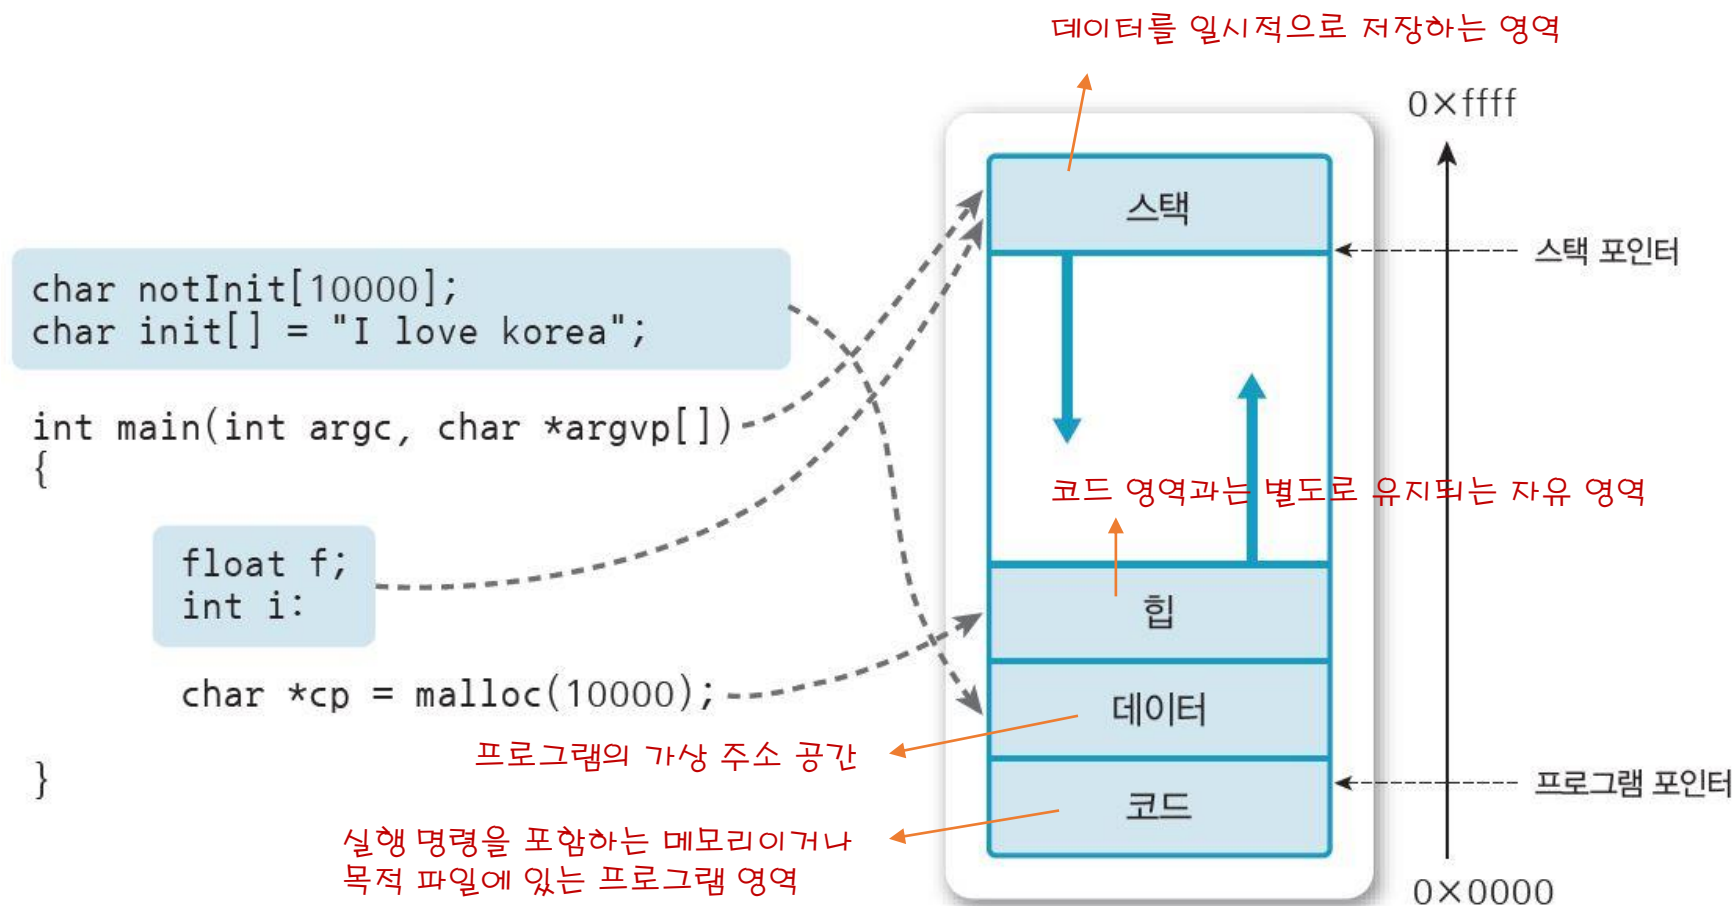 데이터를 일시적으로 저장하는 영역
0×ffff
스택
스택 포인터
char notInit[10000];
char init[] = "I love korea";
int main(int argc, char *argvp[])
{
코드 영역과는 별도로 유지되는 자유 영역
float f;
int i:
힙
char *cp = malloc(10000);
데이터
프로그램의 가상 주소 공간
}
프로그램 포인터
코드
실행 명령을 포함하는 메모리이거나
목적 파일에 있는 프로그램 영역
0×0000